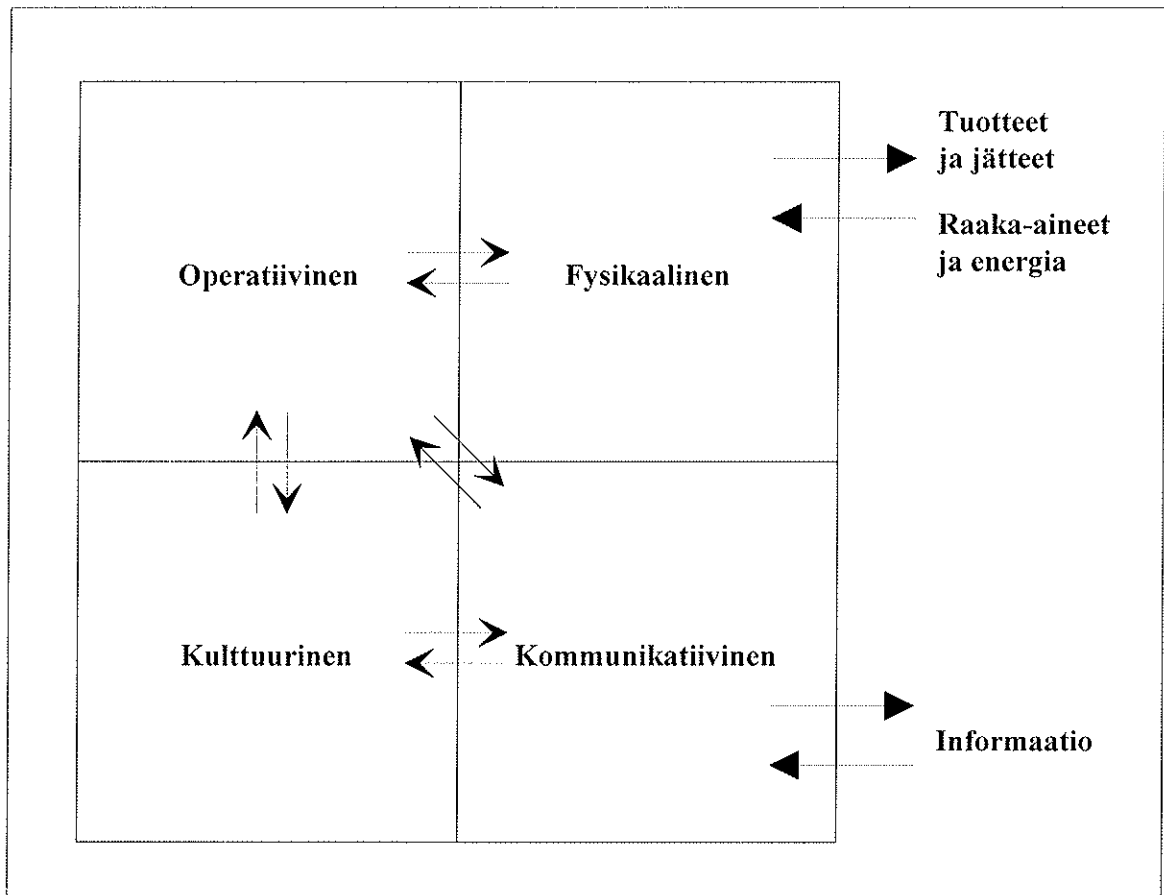 Tuotteet
ja jätteet
Raaka-aineet
ja energia
Operatiivinen
Fysikaalinen
Kulttuurinen
Kommunikatiivinen
Informaatio